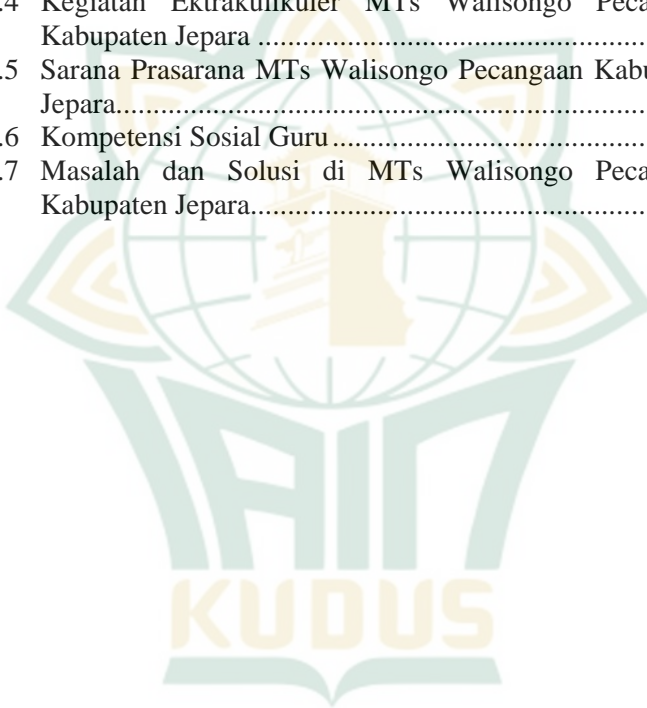 .4 Kegiatan Ektrakulikuler MTs Walisongo Peca
Kabupaten Jepara ........................................................
.5 Sarana Prasarana MTs Walisongo Pecangaan Kabu
Jepara...............................................................................
.6 Kompetensi Sosial Guru ..............................................
.7 Masalah dan Solusi di MTs Walisongo Peca
Kabupaten Jepara.........................................................
IAIN
KUDUS